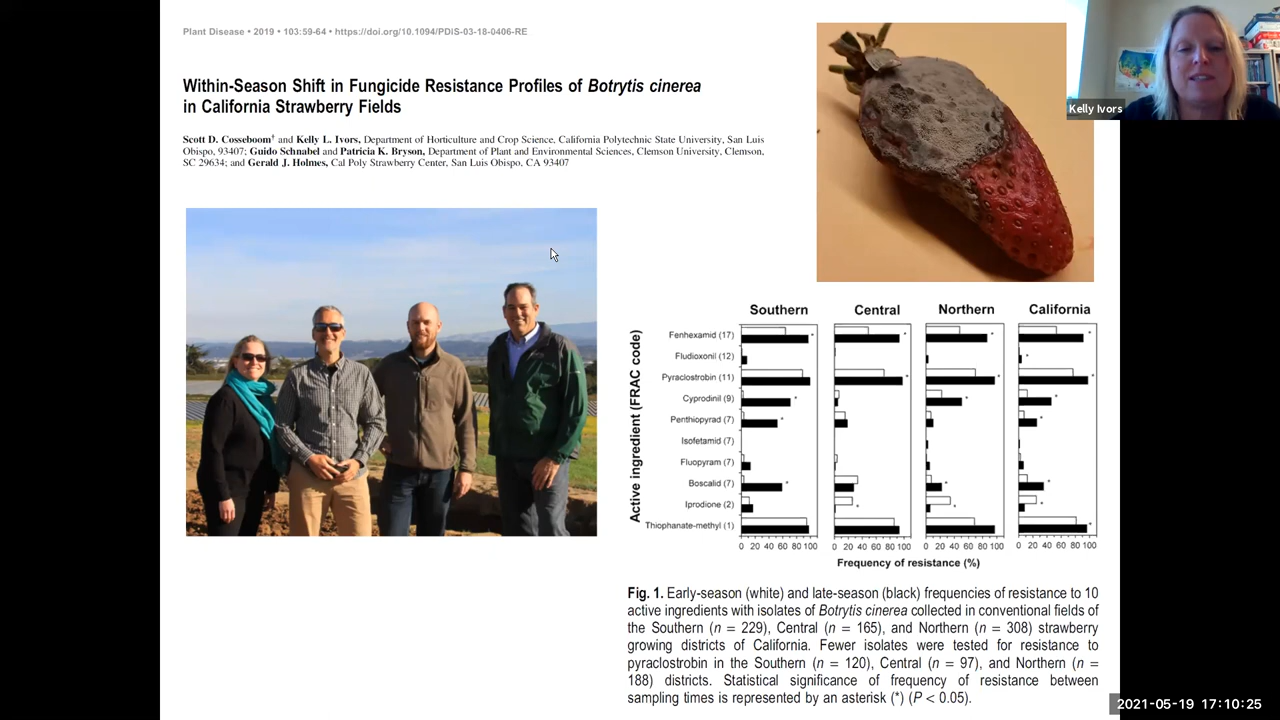 Plant Disease • 2019 • 103:59-64 • https://doi.org/10.1094/PDIS-03-18-0406-RE
Within-Season Shift in Fungicide Resistance Profiles of Botrytis cinerea
in California Strawberry Fields
Scott D. Cosseboom† and Kelly L. Ivors, Department of Horticulture and Crop Science, California Polytechnic State University, San Luis
Obispo, 93407; Guido Schnabel and Patricia K. Bryson, Department of Plant and Environmental Sciences, Clemson University, Clemson,
SC 29634; and Gerald J. Holmes, Cal Poly Strawberry Center, San Luis Obispo, CA 93407
Kelly Ivors
Southern Central Northern California
Active ingredient (FRAC code)
Fenhexamid (17) * * * *
Fludioxonil (12) *
Pyraclostrobin (11) * * *
Cyprodinil (9) * * *
Penthiopyrad (7) * *
Isofetamid (7)
Fluopyram (7)
Boscalid (7) * * *
Iprodione (2) * * *
Thiophanate-methyl (1) *
0 20 40 60 80 100 0 20 40 60 80 100 0 20 40 60 80 100 0 20 40 60 80 100
Frequency of resistance (%)
Fig. 1. Early-season (white) and late-season (black) frequencies of resistance to 10
active ingredients with isolates of Botrytis cinerea collected in conventional fields of
the Southern (n = 229), Central (n = 165), and Northern (n = 308) strawberry
growing districts of California. Fewer isolates were tested for resistance to
pyraclostrobin in the Southern (n = 120), Central (n = 97), and Northern (n =
188) districts. Statistical significance of frequency of resistance between
sampling times is represented by an asterisk (*) (P < 0.05).
2021-05-19 17:10:25